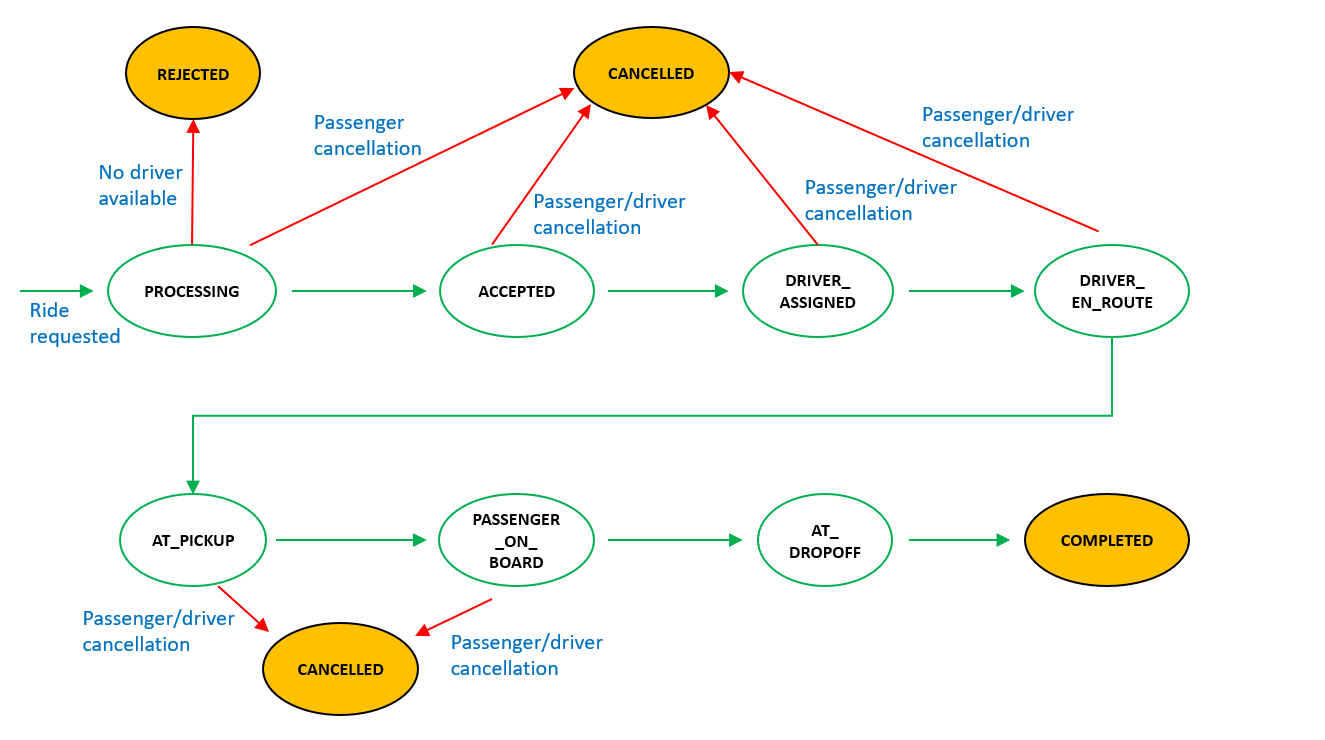 REJECTED
CANCELLED
Passenger
cancellation
Passenger/driver
cancellation
No driver
available
Passenger/driver
cancellation
Passenger/driver
cancellation
Ride
requested
PROCESSING
ACCEPTED
DRIVER_
ASSIGNED
DRIVER_
EN_ROUTE
AT_PICKUP
PASSENGER
_ON_
BOARD
AT_
DROPOFF
COMPLETED
Passenger/driver
cancellation
CANCELLED
Passenger/driver
cancellation